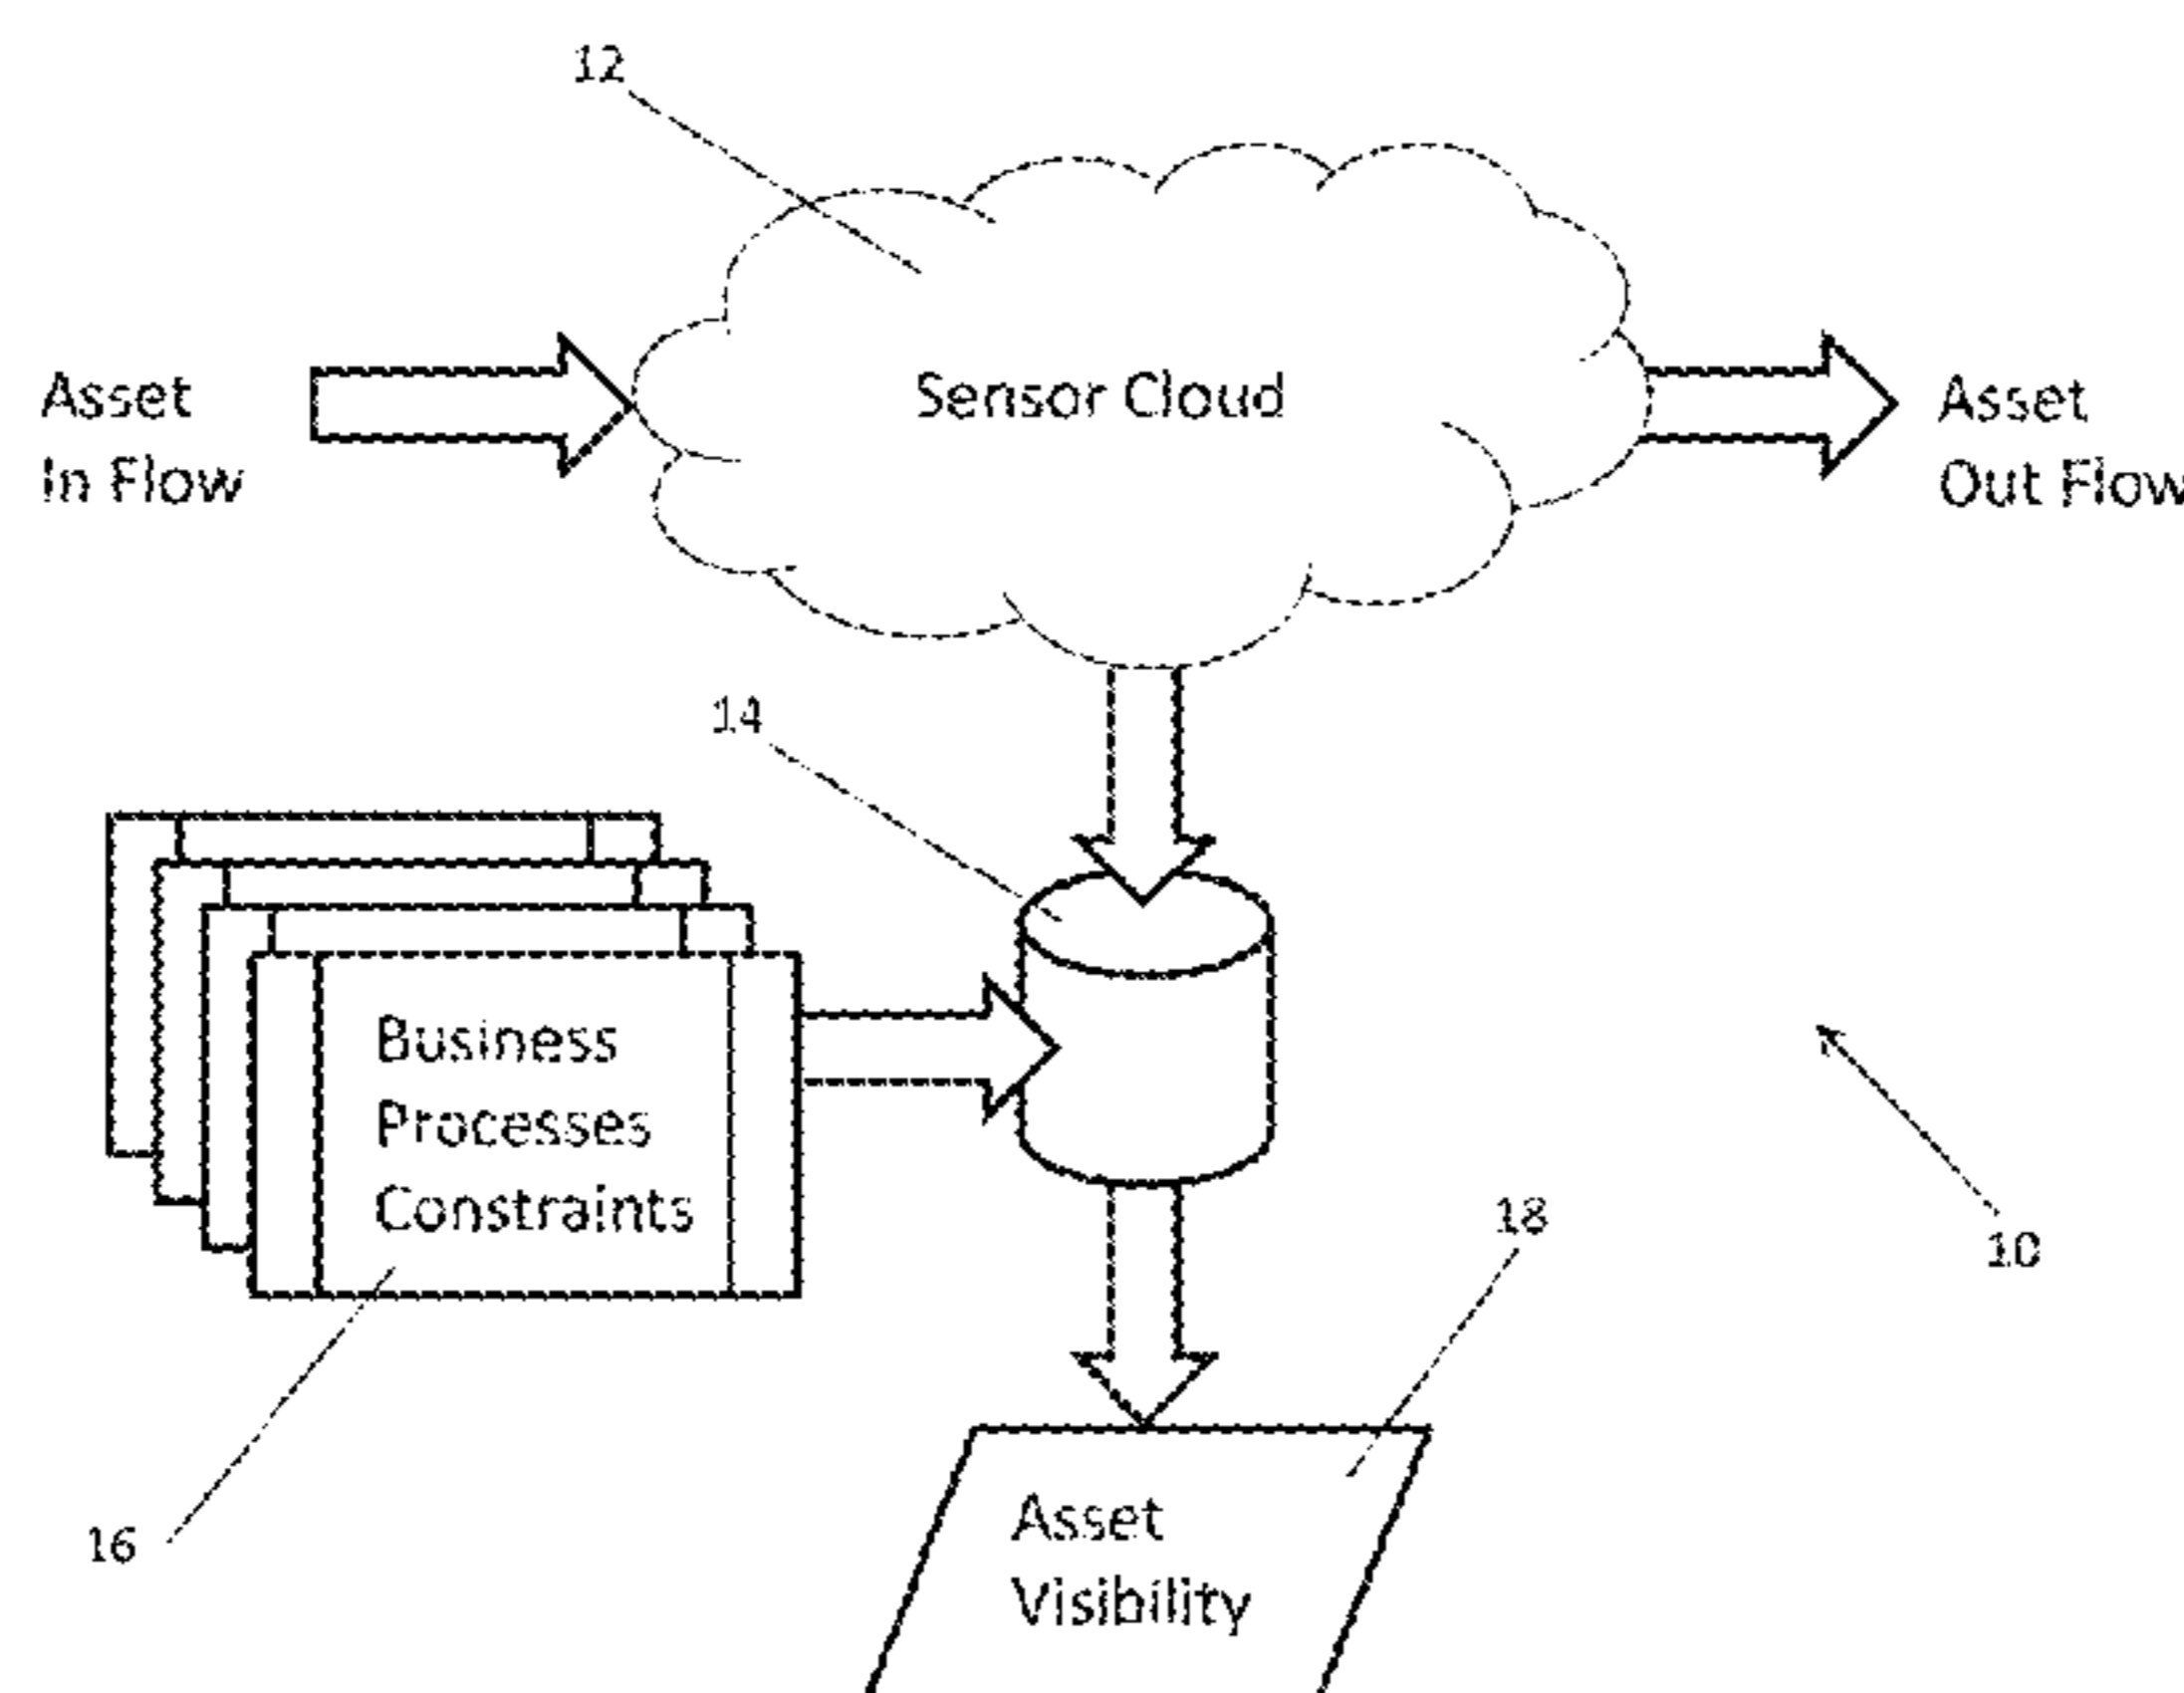 12
Asset
In Flow
Sensor Cloud
Asset
Out Flow
14
Business
Processes
Constraints
18
10
16
Asset
Visibility